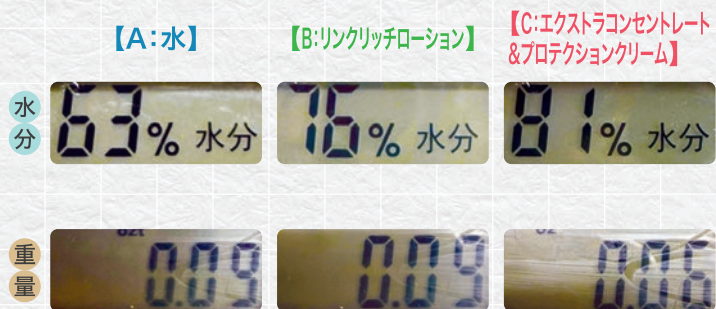 【A:水】
【B:リンクリッチローション】
【C:エクストラコンセントレート
&プロテクションクリーム】
水分
63% 水分
76% 水分
81% 水分
重量
0.09
0.09
0.06